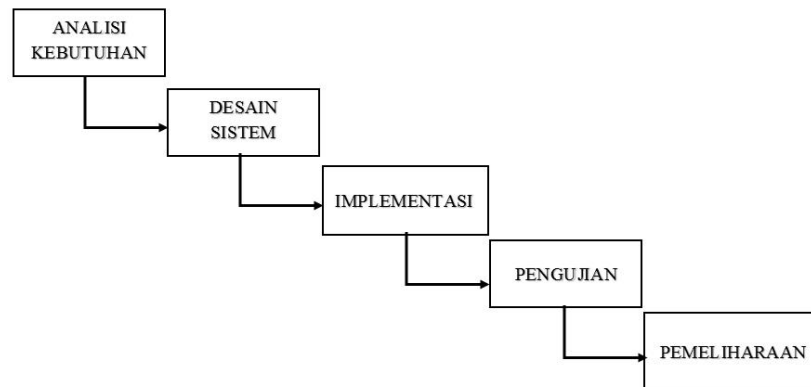 ANALISI
KEBUTUHAN
DESAIN
SISTEM
IMPLEMENTASI
PENGUJIAN
PEMELIHARAAN